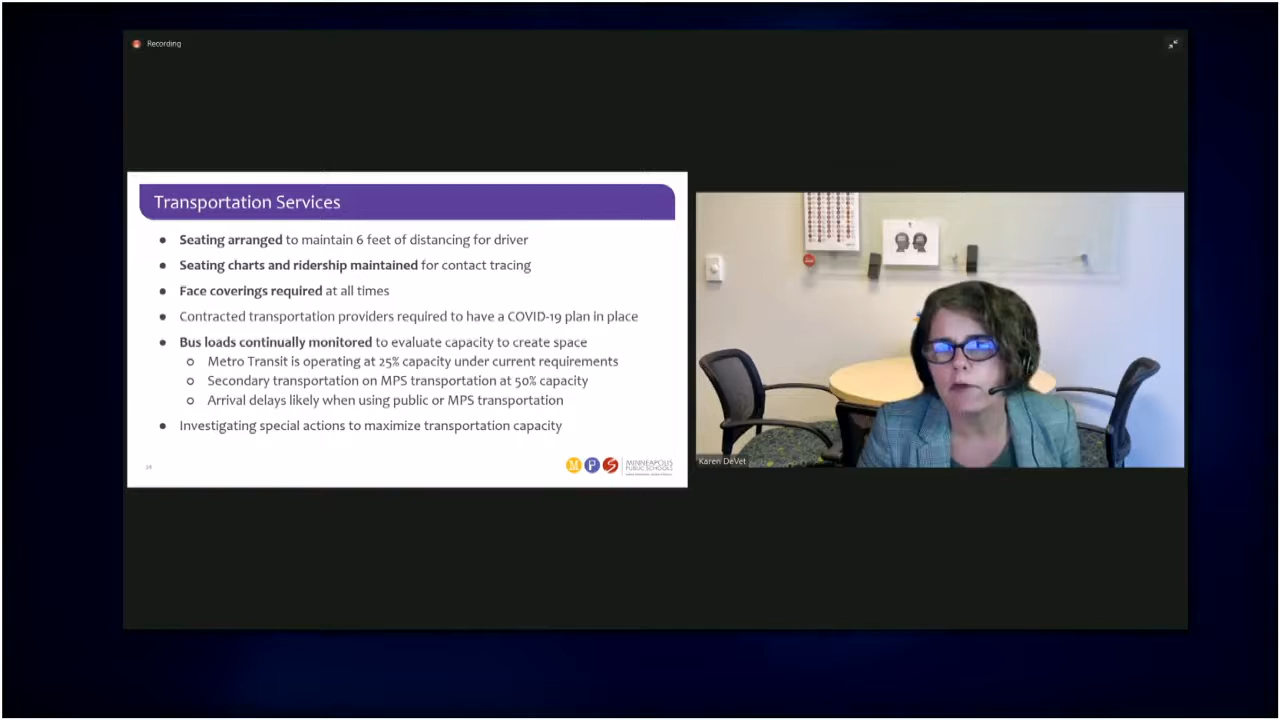 Recording
Transportation Services
● Seating arranged to maintain 6 feet of distancing for driver
● Seating charts and ridership maintained for contact tracing
● Face coverings required at all times
● Contracted transportation providers required to have a COVID-19 plan in place
● Bus loads continually monitored to evaluate capacity to create space
○ Metro Transit is operating at 25% capacity under current requirements
○ Secondary transportation on MPS transportation at 50% capacity
○ Arrival delays likely when using public or MPS transportation
● Investigating special actions to maximize transportation capacity
M P S
MINNEAPOLIS
PUBLIC SCHOOLS
Karen DeVet